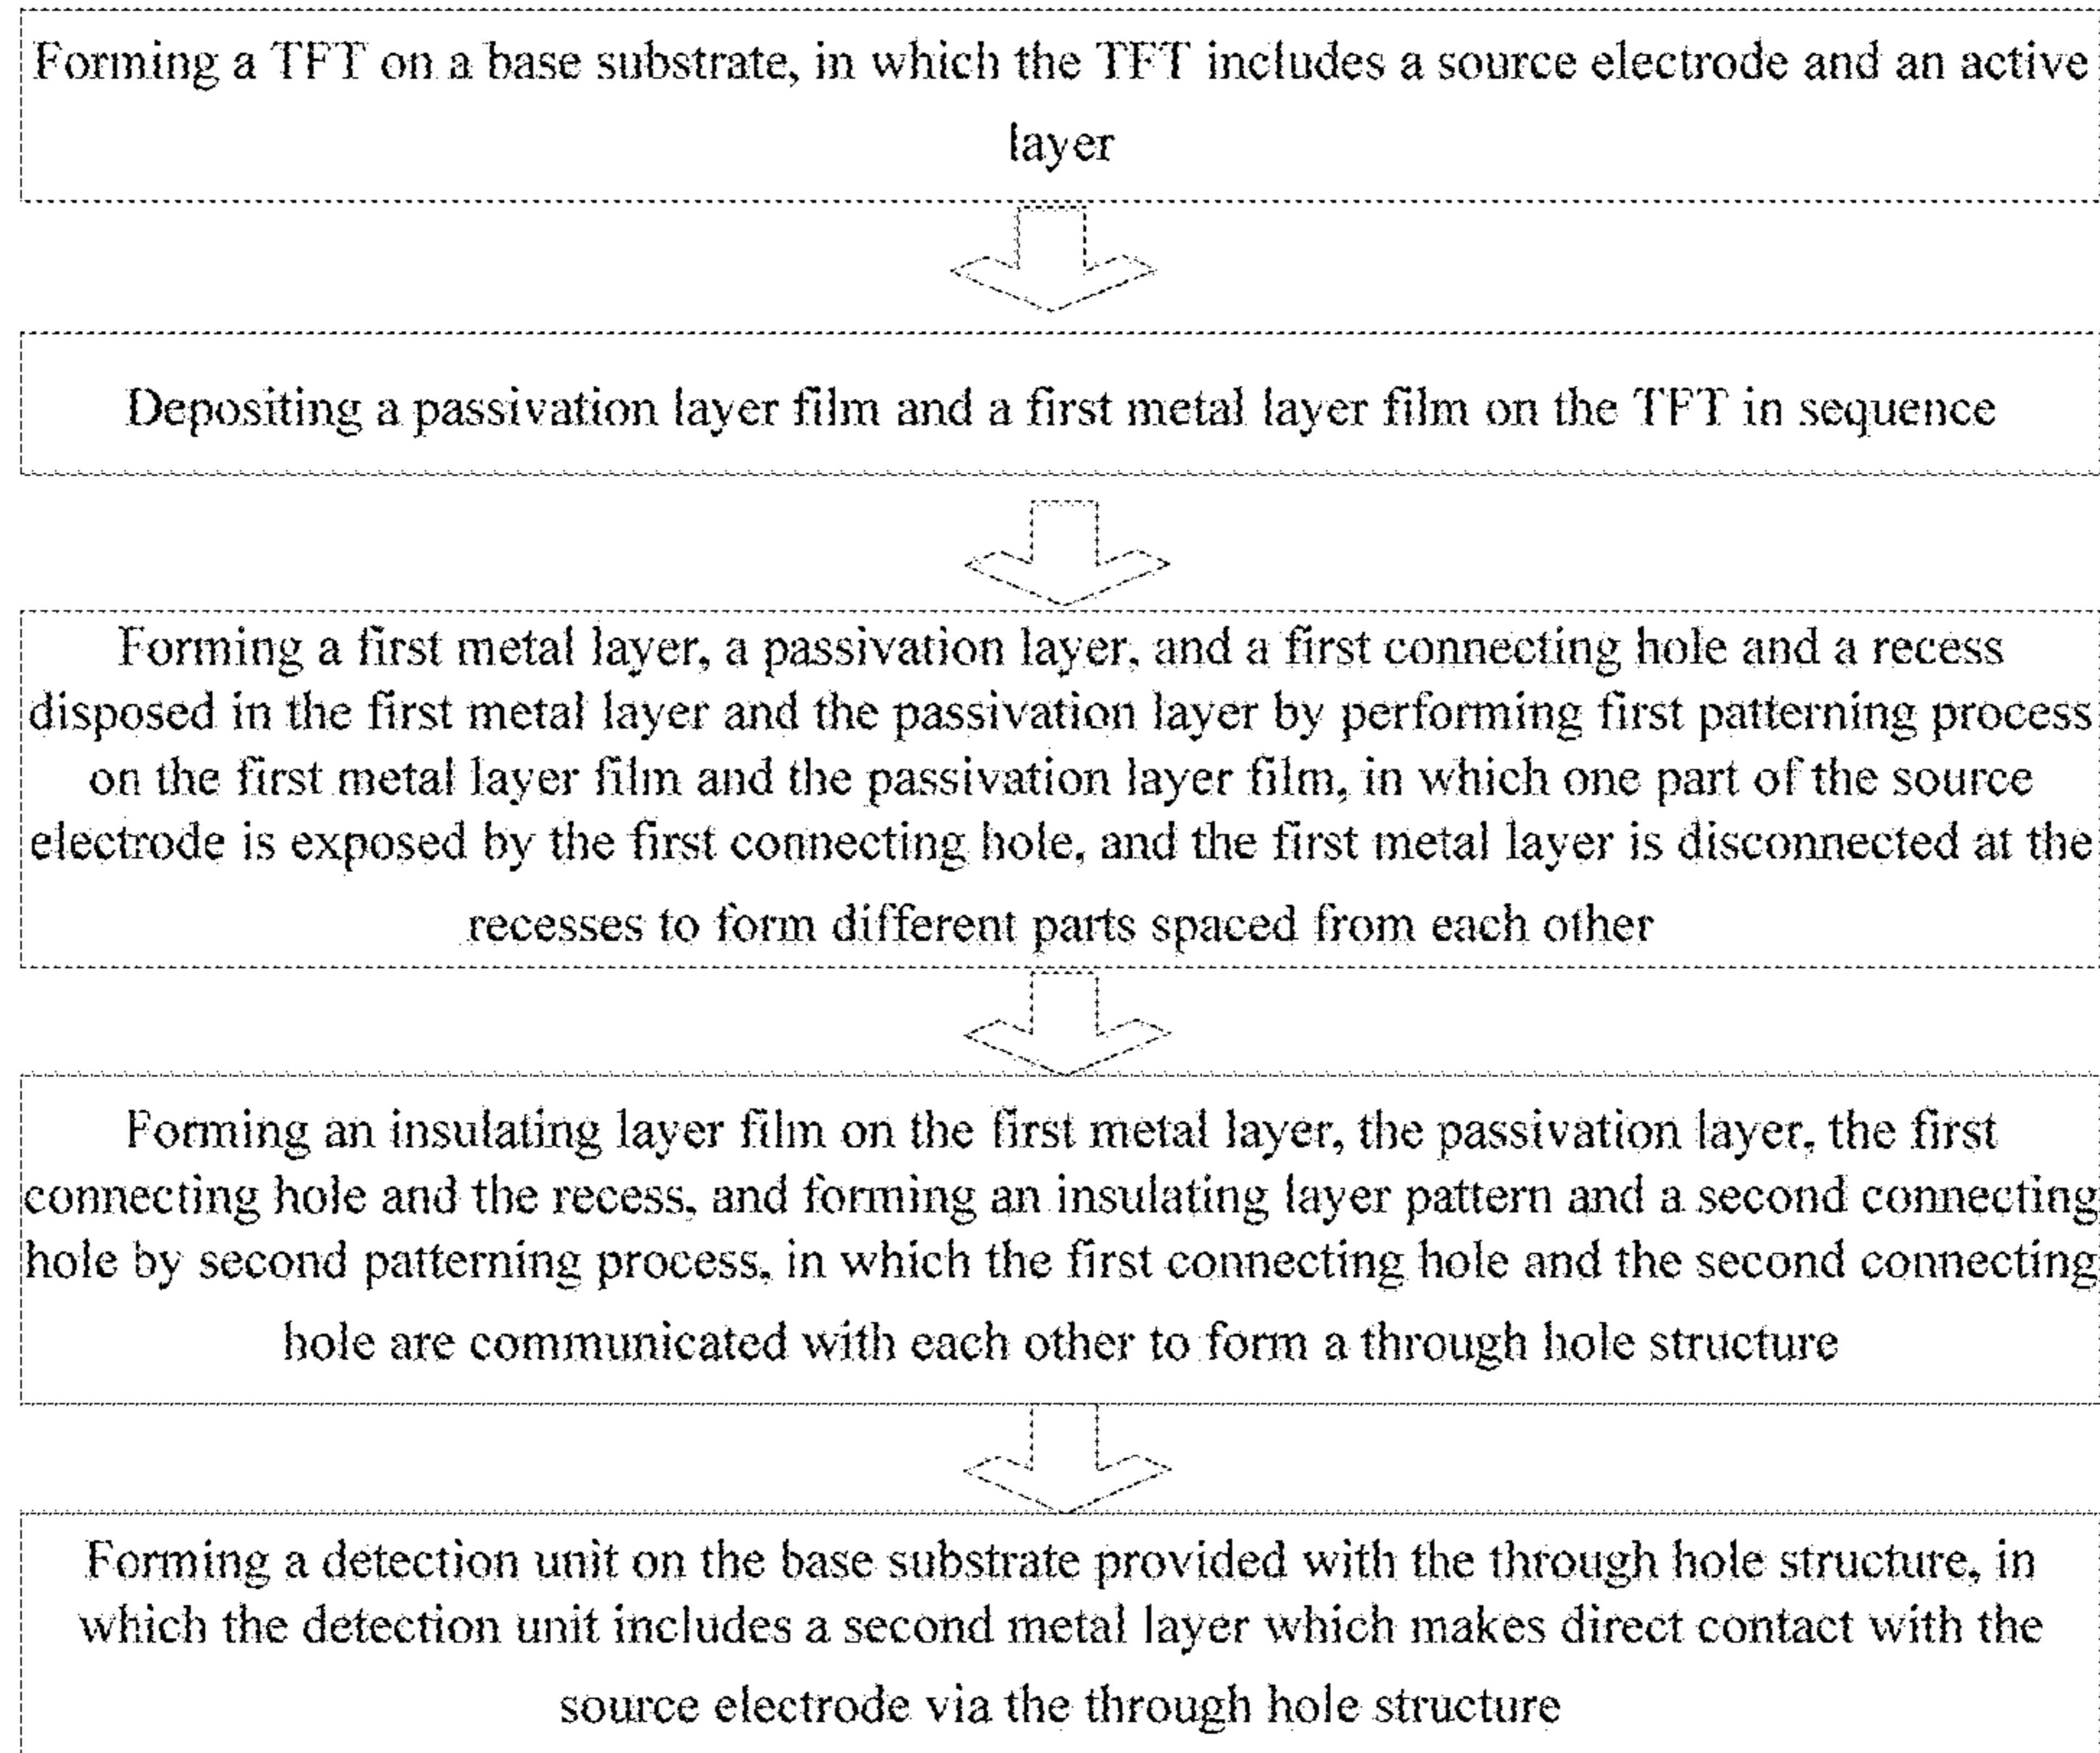 Forming a TFT on a base substrate, in which the TFT includes a source electrode and an active
layer
Depositing a passivation layer film and a first metal layer film on the TFT in sequence
Forming a first metal layer, a passivation layer, and a first connecting hole and a recess
disposed in the first metal layer and the passivation layer by performing first patterning process
on the first metal layer film and the passivation layer film, in which one part of the source
electrode is exposed by the first connecting hole, and the first metal layer is disconnected at the
recesses to form different parts spaced from each other
Forming an insulating layer film on the first metal layer, the passivation layer, the first
connecting hole and the recess, and forming an insulating layer pattern and a second connecting
hole by second patterning process, in which the first connecting hole and the second connecting
hole are communicated with each other to form a through hole structure
Forming a detection unit on the base substrate provided with the through hole structure, in
which the detection unit includes a second metal layer which makes direct contact with the
source electrode via the through hole structure